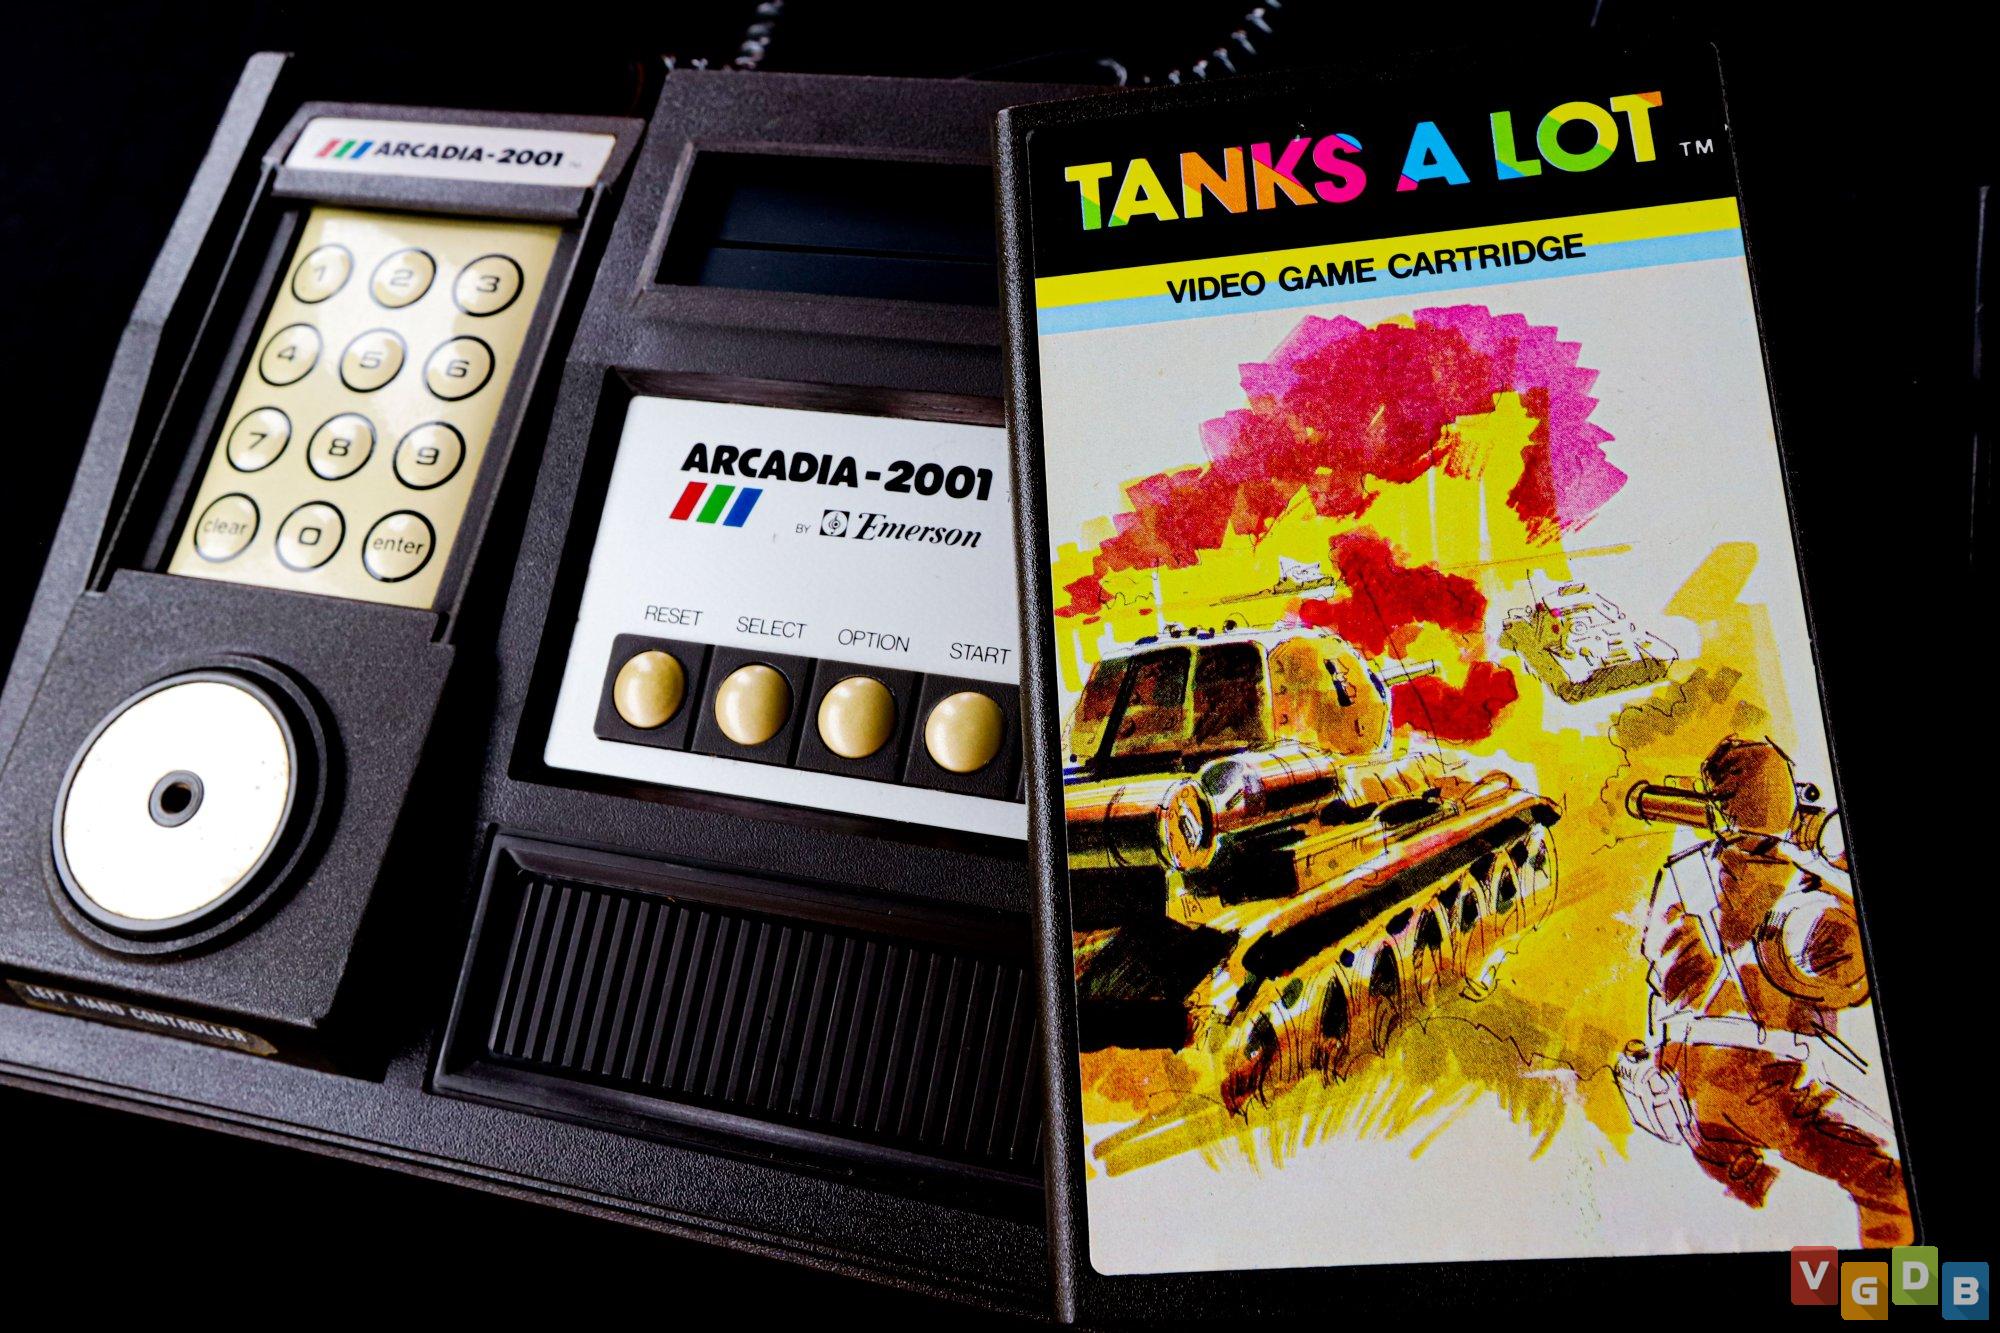 ARCADIA-2001 TM
1 2 3
4 5 6
7 8 9
clear 0 enter
LEFT HAND CONTROLLER
ARCADIA-2001
BY Emerson
RESET SELECT OPTION START
TANKS A LOT TM
VIDEO GAME CARTRIDGE
VGDB